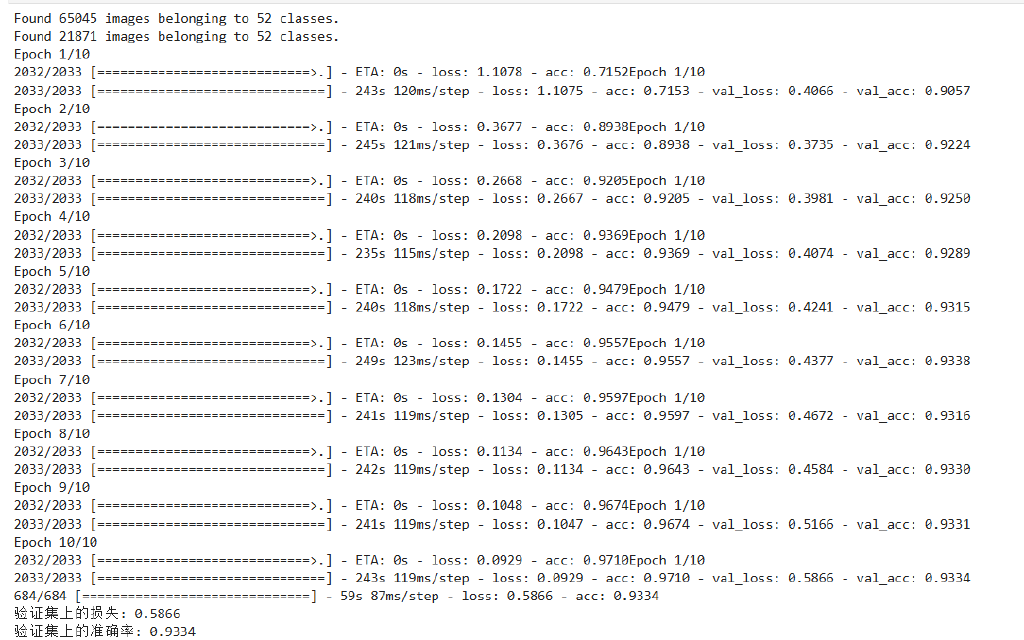 Found 65045 images belonging to 52 classes.
Found 21871 images belonging to 52 classes.
Epoch 1/10
2032/2033 [============================>.] - ETA: 0s - loss: 1.1078 - acc: 0.7152Epoch 1/10
2033/2033 [==============================] - 243s 120ms/step - loss: 1.1075 - acc: 0.7153 - val_loss: 0.4066 - val_acc: 0.9057
Epoch 2/10
2032/2033 [============================>.] - ETA: 0s - loss: 0.3677 - acc: 0.8938Epoch 1/10
2033/2033 [==============================] - 245s 121ms/step - loss: 0.3676 - acc: 0.8938 - val_loss: 0.3735 - val_acc: 0.9224
Epoch 3/10
2032/2033 [============================>.] - ETA: 0s - loss: 0.2668 - acc: 0.9205Epoch 1/10
2033/2033 [==============================] - 240s 118ms/step - loss: 0.2667 - acc: 0.9205 - val_loss: 0.3981 - val_acc: 0.9250
Epoch 4/10
2032/2033 [============================>.] - ETA: 0s - loss: 0.2098 - acc: 0.9369Epoch 1/10
2033/2033 [==============================] - 235s 115ms/step - loss: 0.2098 - acc: 0.9369 - val_loss: 0.4074 - val_acc: 0.9289
Epoch 5/10
2032/2033 [============================>.] - ETA: 0s - loss: 0.1722 - acc: 0.9479Epoch 1/10
2033/2033 [==============================] - 240s 118ms/step - loss: 0.1722 - acc: 0.9479 - val_loss: 0.4241 - val_acc: 0.9315
Epoch 6/10
2032/2033 [============================>.] - ETA: 0s - loss: 0.1455 - acc: 0.9557Epoch 1/10
2033/2033 [==============================] - 249s 123ms/step - loss: 0.1455 - acc: 0.9557 - val_loss: 0.4377 - val_acc: 0.9338
Epoch 7/10
2032/2033 [============================>.] - ETA: 0s - loss: 0.1304 - acc: 0.9597Epoch 1/10
2033/2033 [==============================] - 241s 119ms/step - loss: 0.1305 - acc: 0.9597 - val_loss: 0.4672 - val_acc: 0.9316
Epoch 8/10
2032/2033 [============================>.] - ETA: 0s - loss: 0.1134 - acc: 0.9643Epoch 1/10
2033/2033 [==============================] - 242s 119ms/step - loss: 0.1134 - acc: 0.9643 - val_loss: 0.4584 - val_acc: 0.9330
Epoch 9/10
2032/2033 [============================>.] - ETA: 0s - loss: 0.1048 - acc: 0.9674Epoch 1/10
2033/2033 [==============================] - 241s 119ms/step - loss: 0.1047 - acc: 0.9674 - val_loss: 0.5166 - val_acc: 0.9331
Epoch 10/10
2032/2033 [============================>.] - ETA: 0s - loss: 0.0929 - acc: 0.9710Epoch 1/10
2033/2033 [==============================] - 243s 119ms/step - loss: 0.0929 - acc: 0.9710 - val_loss: 0.5866 - val_acc: 0.9334
684/684 [==============================] - 59s 87ms/step - loss: 0.5866 - acc: 0.9334
验证集上的损失: 0.5866
验证集上的准确率: 0.9334